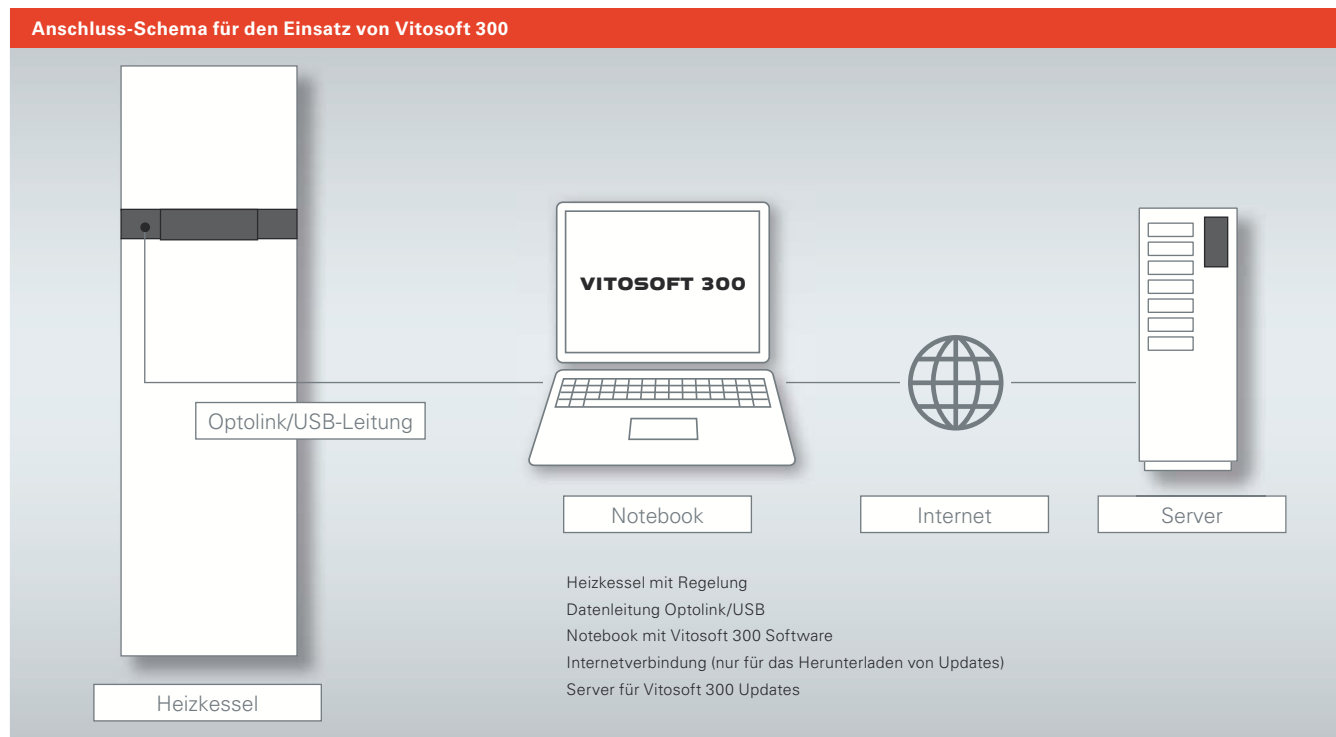 Anschluss-Schema für den Einsatz von Vitosoft 300
VITOSOFT 300
Optolink/USB-Leitung
Notebook
Internet
Server
Heizkessel mit Regelung
Datenleitung Optolink/USB
Notebook mit Vitosoft 300 Software
Internetverbindung (nur für das Herunterladen von Updates)
Server für Vitosoft 300 Updates
Heizkessel